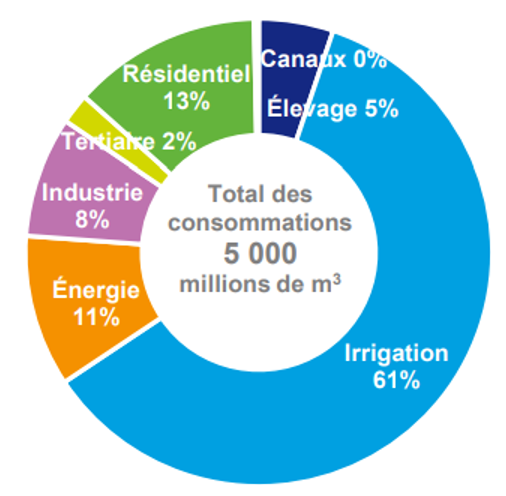 Canaux 0%
Élevage 5%
Résidentiel
13%
Tertiaire 2%
Industrie
8%
Énergie
11%
Total des
consommations
5 000
millions de m³
Irrigation
61%